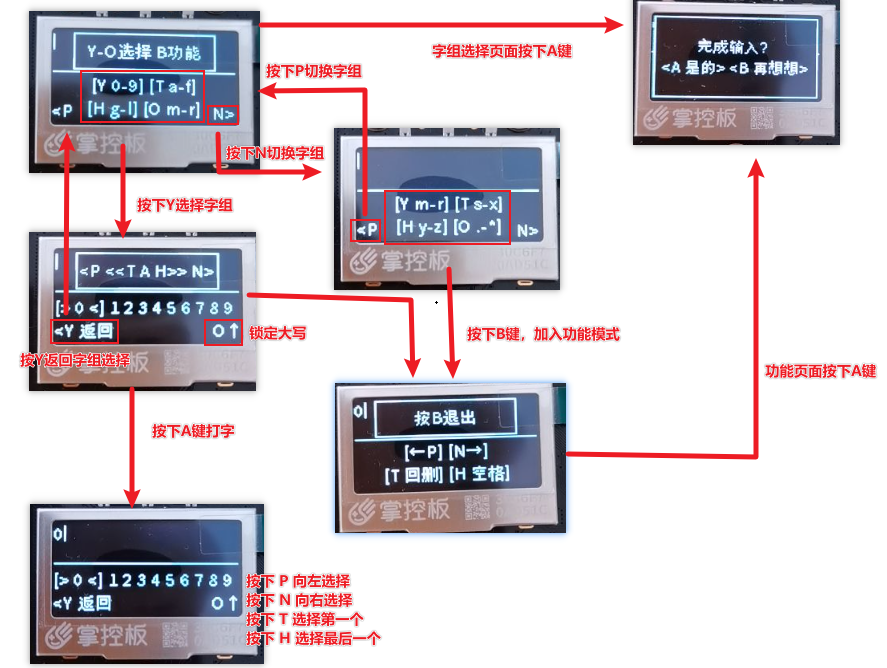 Y-O选择 B功能
[Y 0-9] [T a-f]
<P [H g-l] [O m-r] N>
掌控板
字组选择页面按下A键
完成输入?
<A 是的> <B 再想想>
掌控板
按下P切换字组
按下N切换字组
[Y m-r] [T s-x]
<P [H y-z] [O .-*] N>
掌控板
按下Y选择字组
<P <<T A H>> N>
[> 0 <] 1 2 3 4 5 6 7 8 9
<Y 返回 O↑
锁定大写
按Y返回字组选择
掌控板
按下B键，加入功能模式
0|
按B退出
[←P] [N→]
[T 回删] [H 空格]
掌控板
功能页面按下A键
按下A键打字
0|
[> 0 <] 1 2 3 4 5 6 7 8 9
<Y 返回 O↑
掌控板
按下 P 向左选择
按下 N 向右选择
按下 T 选择第一个
按下 H 选择最后一个